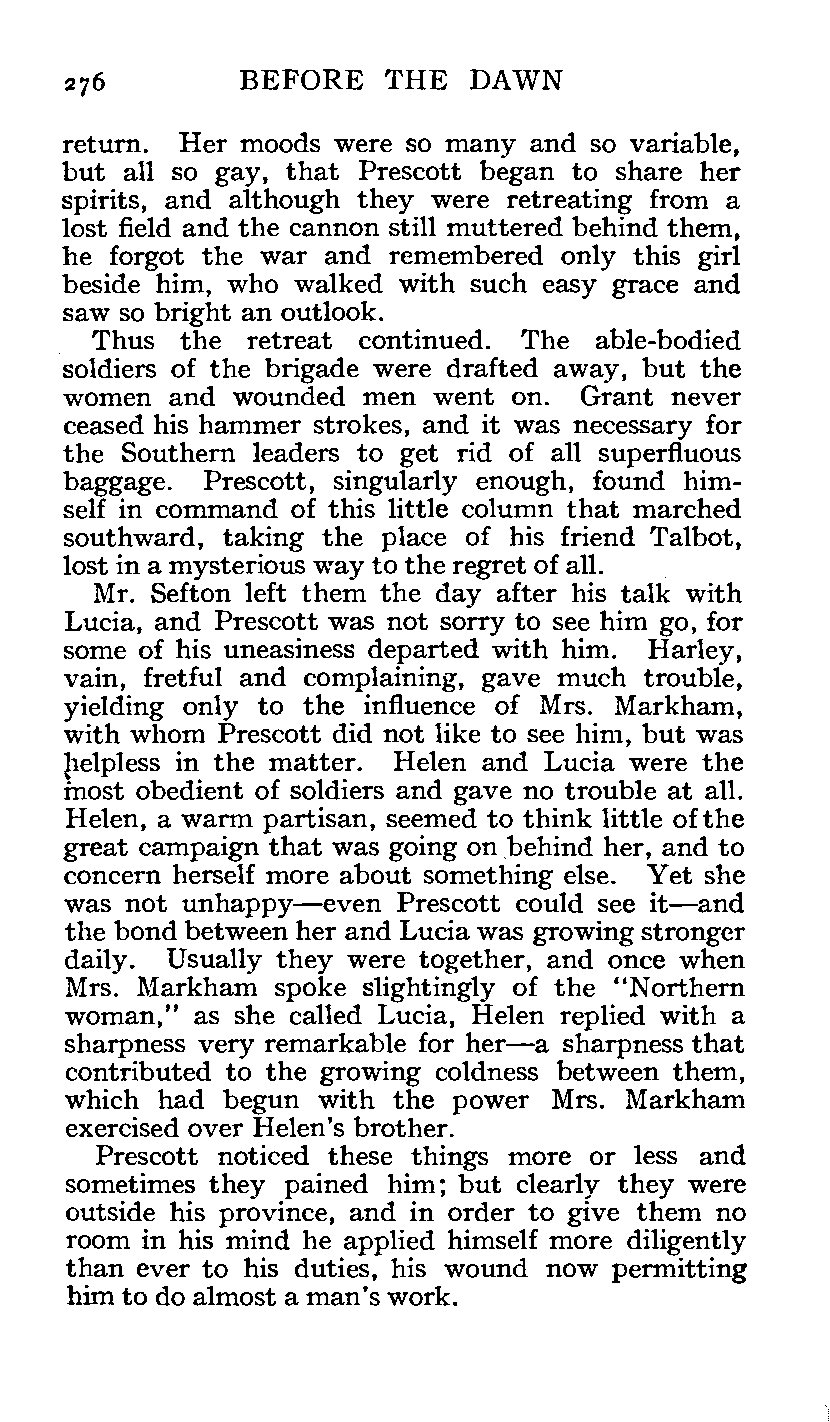 276 BEFORE THE DAWN
return. Her moods were so many and so variable,
but all so gay, that Prescott began to share her
spirits, and although they were retreating from a
lost field and the cannon still muttered behind them,
he forgot the war and remembered only this girl
beside him, who walked with such easy grace and
saw so bright an outlook.
Thus the retreat continued. The able-bodied
soldiers of the brigade were drafted away, but the
women and wounded men went on. Grant never
ceased his hammer strokes, and it was necessary for
the Southern leaders to get rid of all superfluous
baggage. Prescott, singularly enough, found him-
self in command of this little column that marched
southward, taking the place of his friend Talbot,
lost in a mysterious way to the regret of all.
Mr. Sefton left them the day after his talk with
Lucia, and Prescott was not sorry to see him go, for
some of his uneasiness departed with him. Harley,
vain, fretful and complaining, gave much trouble,
yielding only to the influence of Mrs. Markham,
with whom Prescott did not like to see him, but was
helpless in the matter. Helen and Lucia were the
most obedient of soldiers and gave no trouble at all.
Helen, a warm partisan, seemed to think little of the
great campaign that was going on behind her, and to
concern herself more about something else. Yet she
was not unhappy—even Prescott could see it—and
the bond between her and Lucia was growing stronger
daily. Usually they were together, and once when
Mrs. Markham spoke slightingly of the "Northern
woman," as she called Lucia, Helen replied with a
sharpness very remarkable for her—a sharpness that
contributed to the growing coldness between them,
which had begun with the power Mrs. Markham
exercised over Helen's brother.
Prescott noticed these things more or less and
sometimes they pained him; but clearly they were
outside his province, and in order to give them no
room in his mind he applied himself more diligently
than ever to his duties, his wound now permitting
him to do almost a man's work.